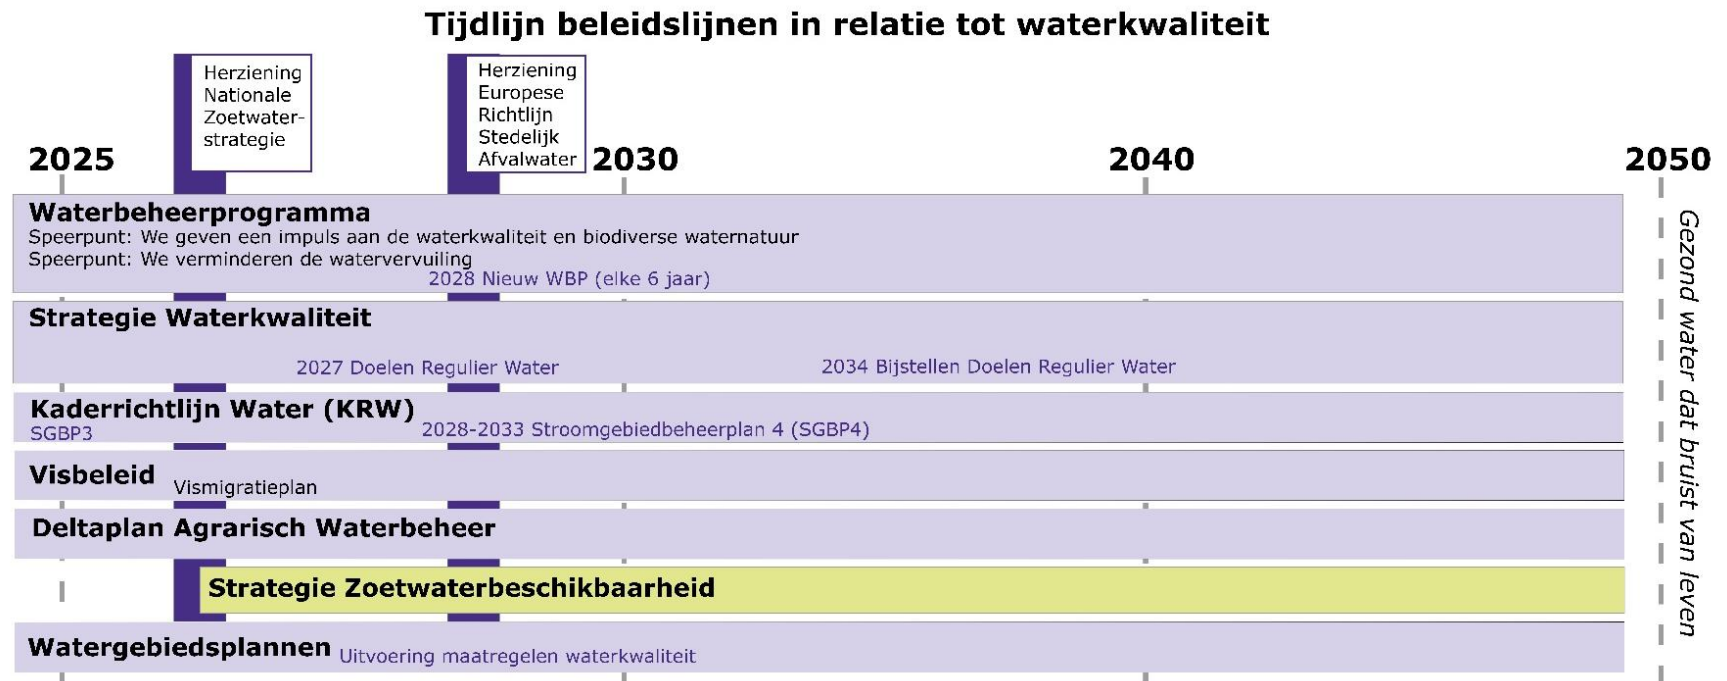 Tijdlijn beleidslijnen in relatie tot waterkwaliteit
Herziening
Nationale
Zoetwater-
strategie
Herziening
Europese
Richtlijn
Stedelijk
Afvalwater
2025
2030
2040
2050
Waterbeheerprogramma
Speerpunt: We geven een impuls aan de waterkwaliteit en biodiverse waternatuur
Speerpunt: We verminderen de watervervuiling
2028 Nieuw WBP (elke 6 jaar)
Strategie Waterkwaliteit
2027 Doelen Regulier Water
2034 Bijstellen Doelen Regulier Water
Kaderrichtlijn Water (KRW)
SGBP3
2028-2033 Stroomgebiedbeheerplan 4 (SGBP4)
Visbeleid
Vismigratieplan
Deltaplan Agrarisch Waterbeheer
Strategie Zoetwaterbeschikbaarheid
Watergebiedsplannen
Uitvoering maatregelen waterkwaliteit
Gezond water dat bruist van leven